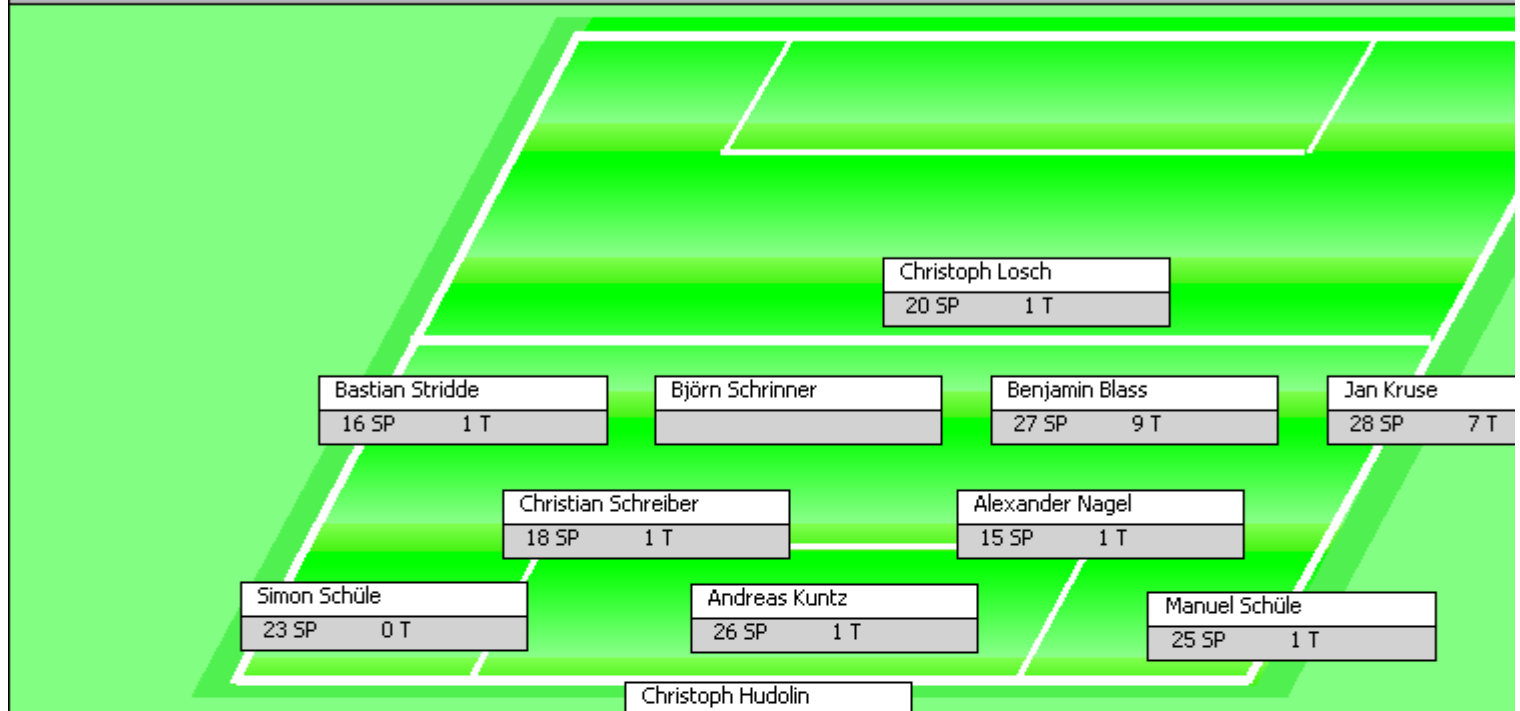 Christoph Losch
20 SP 1 T
Bastian Stridde
16 SP 1 T
Björn Schrinner
Benjamin Blass
27 SP 9 T
Jan Kruse
28 SP 7 T
Christian Schreiber
18 SP 1 T
Alexander Nagel
15 SP 1 T
Simon Schüle
23 SP 0 T
Andreas Kuntz
26 SP 1 T
Manuel Schüle
25 SP 1 T
Christoph Hudolin